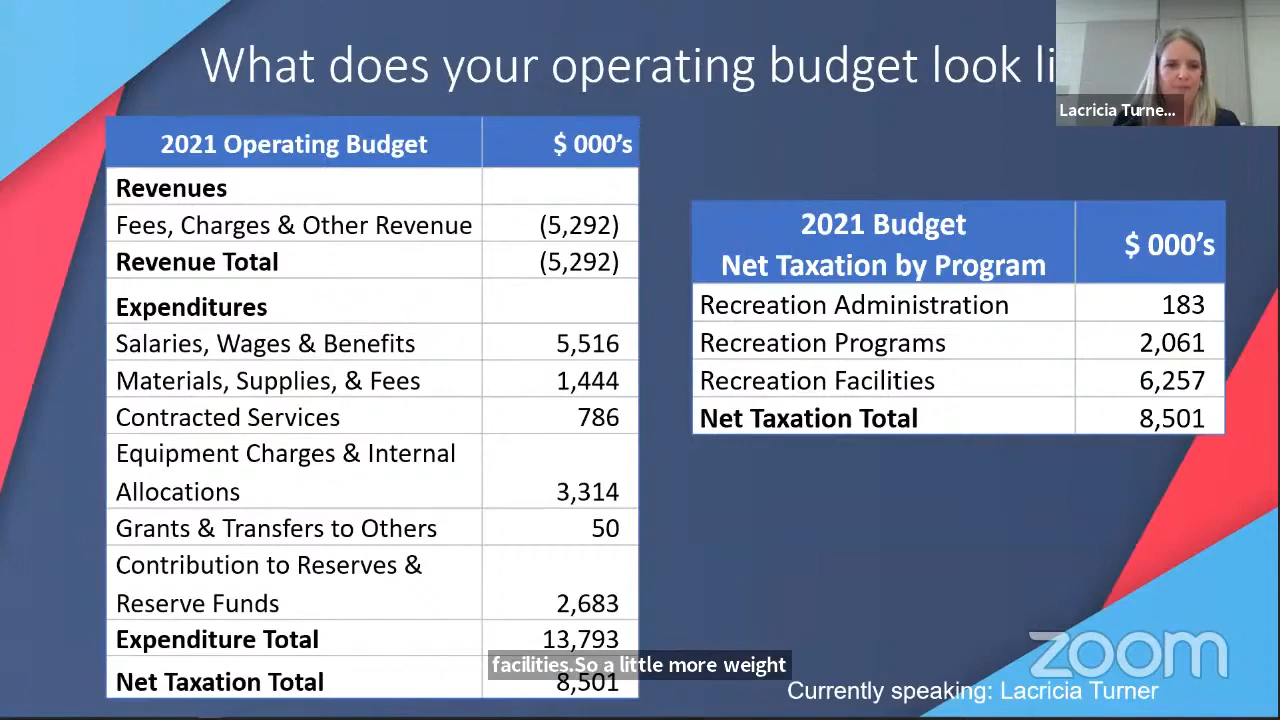 What does your operating budget look li
Lacricia Turne...
2021 Operating Budget $ 000's
Revenues
Fees, Charges & Other Revenue (5,292)
Revenue Total (5,292)
Expenditures
Salaries, Wages & Benefits 5,516
Materials, Supplies, & Fees 1,444
Contracted Services 786
Equipment Charges & Internal
Allocations 3,314
Grants & Transfers to Others 50
Contribution to Reserves &
Reserve Funds 2,683
Expenditure Total 13,793
Net Taxation Total 8,501
2021 Budget
Net Taxation by Program $ 000's
Recreation Administration 183
Recreation Programs 2,061
Recreation Facilities 6,257
Net Taxation Total 8,501
facilities.So a little more weight
zoom
Currently speaking: Lacricia Turner